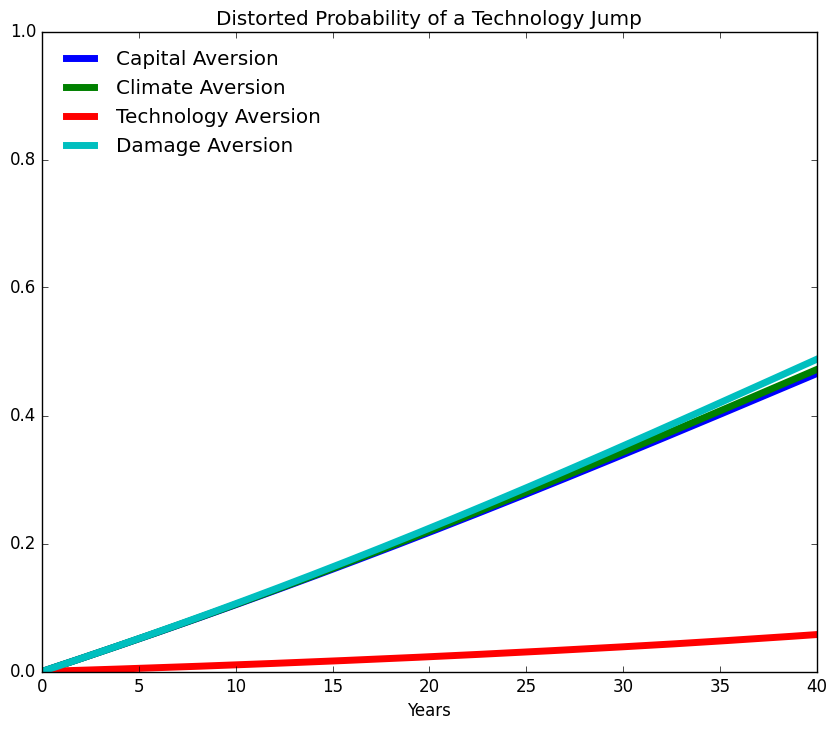 Distorted Probability of a Technology Jump
1.0
Capital Aversion
Climate Aversion
Technology Aversion
Damage Aversion
0.8
0.6
0.4
0.2
0.0
0 5 10 15 20 25 30 35 40
Years